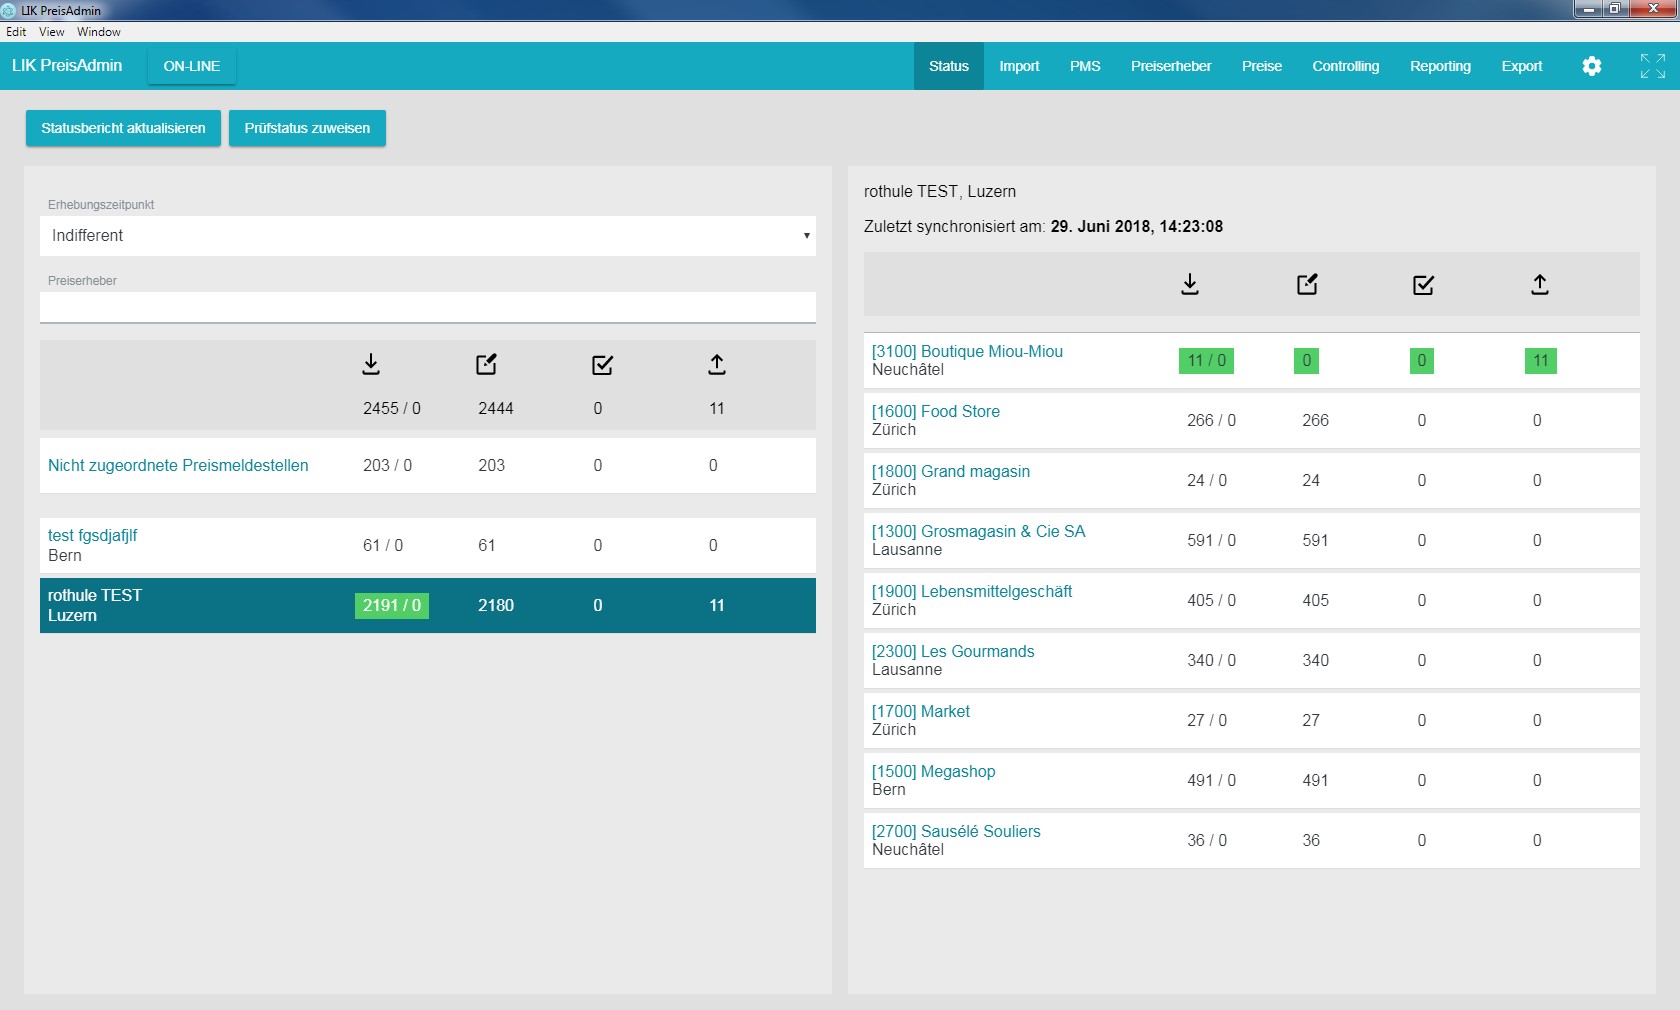 LIK PreisAdmin
Edit View Window
LIK PreisAdmin ON-LINE Status Import PMS Preiserheber Preise Controlling Reporting Export
Statusbericht aktualisieren Prüfstatus zuweisen
Erhebungszeitpunkt
Indifferent
Preiserheber
2455 / 0 2444 0 11
Nicht zugeordnete Preismeldestellen 203 / 0 203 0 0
test fgsdjafjlf
Bern
61 / 0 61 0 0
rothule TEST
Luzern
2191 / 0 2180 0 11
rothule TEST, Luzern
Zuletzt synchronisiert am: 29. Juni 2018, 14:23:08
[3100] Boutique Miou-Miou
Neuchâtel
11 / 0 0 0 11
[1600] Food Store
Zürich
266 / 0 266 0 0
[1800] Grand magasin
Zürich
24 / 0 24 0 0
[1300] Grosmagasin & Cie SA
Lausanne
591 / 0 591 0 0
[1900] Lebensmittelgeschäft
Zürich
405 / 0 405 0 0
[2300] Les Gourmands
Lausanne
340 / 0 340 0 0
[1700] Market
Zürich
27 / 0 27 0 0
[1500] Megashop
Bern
491 / 0 491 0 0
[2700] Sausélé Souliers
Neuchâtel
36 / 0 36 0 0